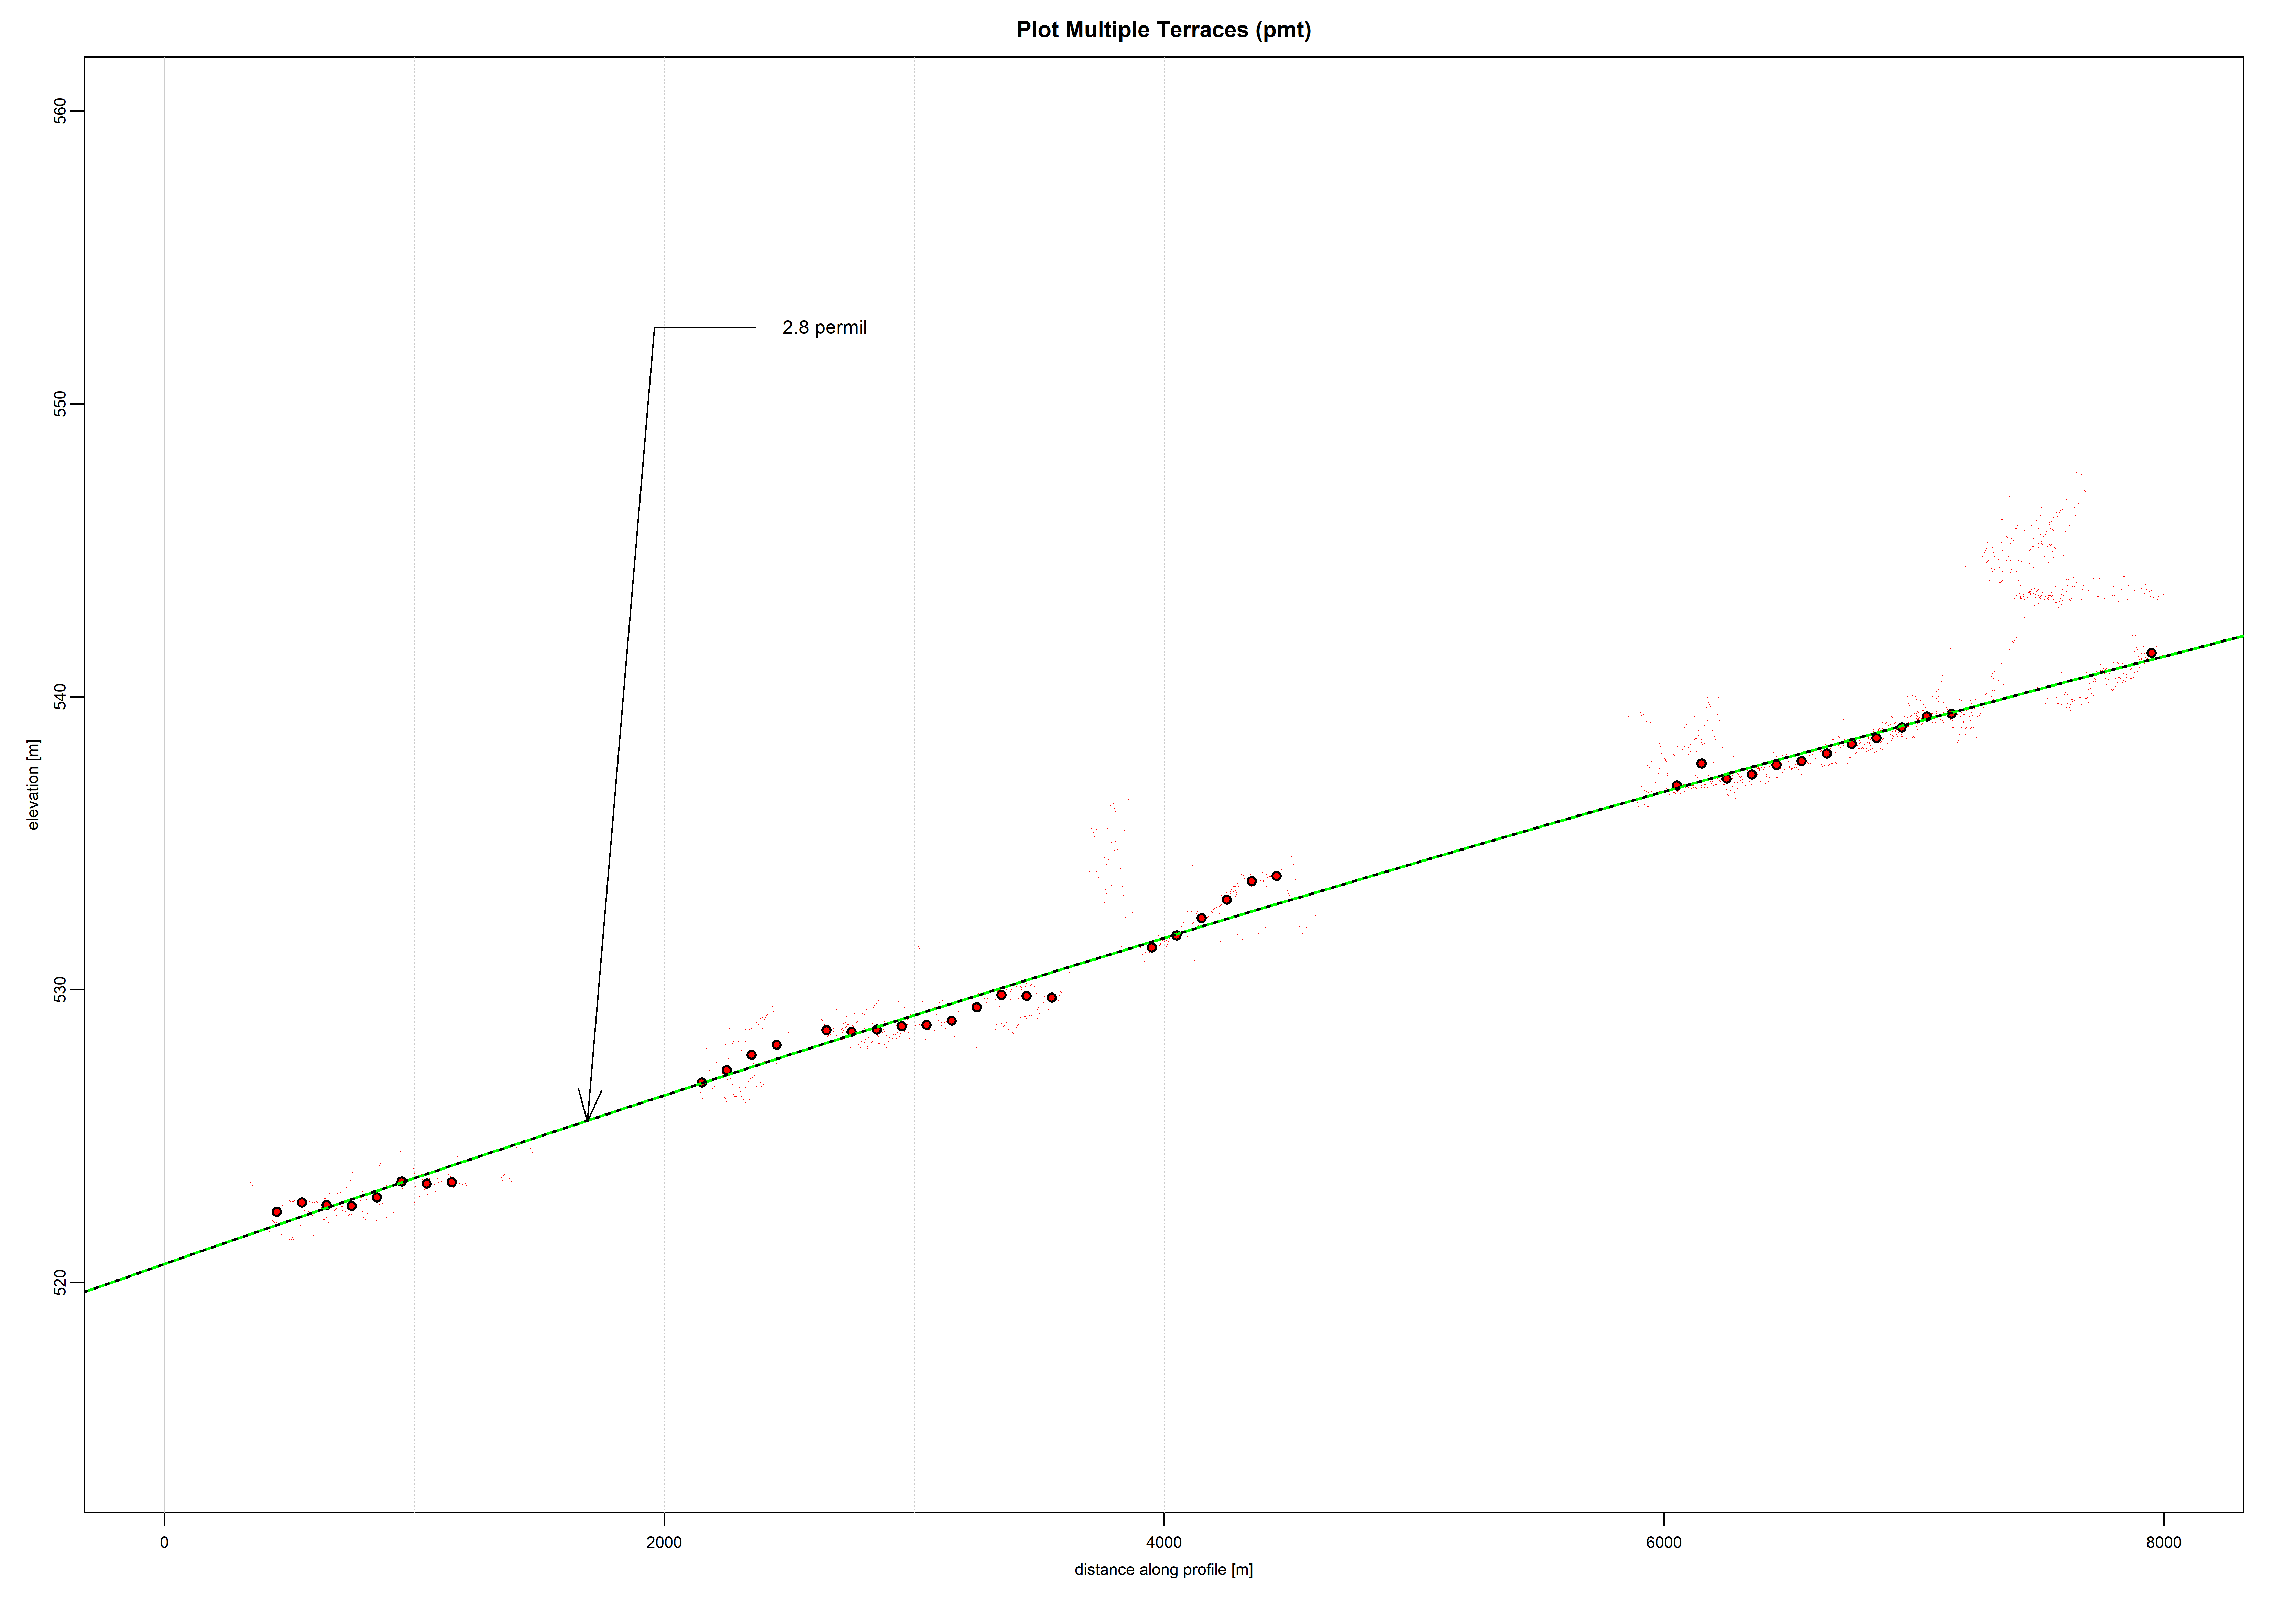 Plot Multiple Terraces (pmt)
560
550
540
530
520
elevation [m]
2.8 permil
0 2000 4000 6000 8000
distance along profile [m]